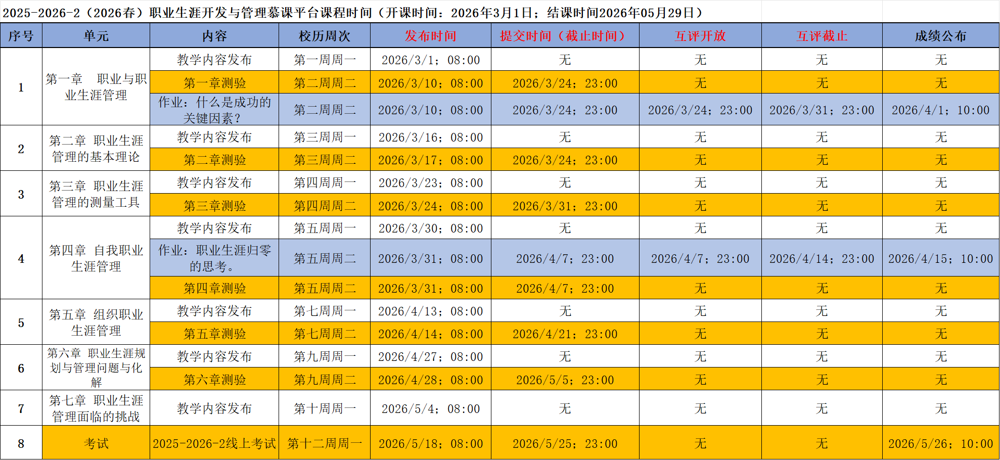 2025-2026-2（2026春）职业生涯开发与管理慕课平台课程时间（开课时间：2026年3月1日；结课时间2026年05月29日）
序号 单元 内容 校历周次 发布时间 提交时间（截止时间） 互评开放 互评截止 成绩公布
1 第一章 职业与职业生涯管理 教学内容发布 第一周周一 2026/3/1；08:00 无 无 无 无
第一章测验 第二周周二 2026/3/10；08:00 2026/3/24；23:00 无 无 无
作业：什么是成功的关键因素？ 第二周周二 2026/3/10；08:00 2026/3/24；23:00 2026/3/24；23:00 2026/3/31；23:00 2026/4/1；10:00
2 第二章 职业生涯管理的基本理论 教学内容发布 第三周周一 2026/3/16；08:00 无 无 无 无
第二章测验 第三周周二 2026/3/17；08:00 2026/3/24；23:00 无 无 无
3 第三章 职业生涯管理的测量工具 教学内容发布 第四周周一 2026/3/23；08:00 无 无 无 无
第三章测验 第四周周二 2026/3/24；08:00 2026/3/31；23:00 无 无 无
4 第四章 自我职业生涯管理 教学内容发布 第五周周一 2026/3/30；08:00 无 无 无 无
作业：职业生涯归零的思考。 第五周周二 2026/3/31；08:00 2026/4/7；23:00 2026/4/7；23:00 2026/4/14；23:00 2026/4/15；10:00
第四章测验 第五周周二 2026/3/31；08:00 2026/4/7；23:00 无 无 无
5 第五章 组织职业生涯管理 教学内容发布 第七周周一 2026/4/13；08:00 无 无 无 无
第五章测验 第七周周二 2026/4/14；08:00 2026/4/21；23:00 无 无 无
6 第六章 职业生涯规划与管理问题与化解 教学内容发布 第九周周一 2026/4/27；08:00 无 无 无 无
第六章测验 第九周周二 2026/4/28；08:00 2026/5/5；23:00 无 无 无
7 第七章 职业生涯管理面临的挑战 教学内容发布 第十周周一 2026/5/4；08:00 无 无 无 无
8 考试 2025-2026-2线上考试 第十二周周一 2026/5/18；08:00 2026/5/25；23:00 无 无 2026/5/26；10:00